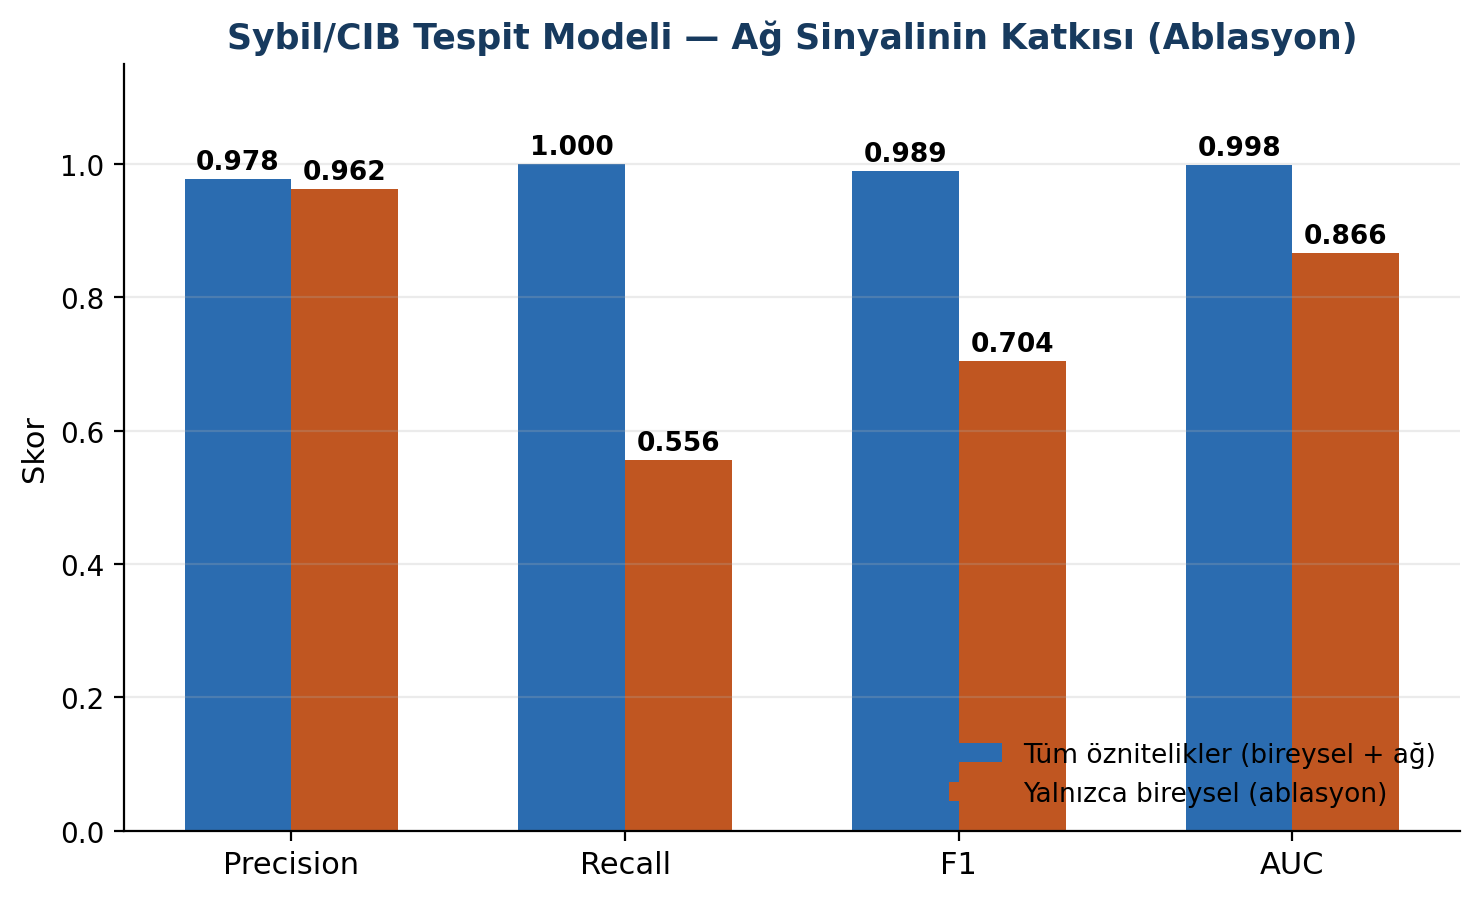 Sybil/CIB Tespit Modeli — Ağ Sinyalinin Katkısı (Ablasyon)
Skor
1.0
0.8
0.6
0.4
0.2
0.0
0.978
0.962
1.000
0.556
0.989
0.704
0.998
0.866
Tüm öznitelikler (bireysel + ağ)
Yalnızca bireysel (ablasyon)
Precision
Recall
F1
AUC